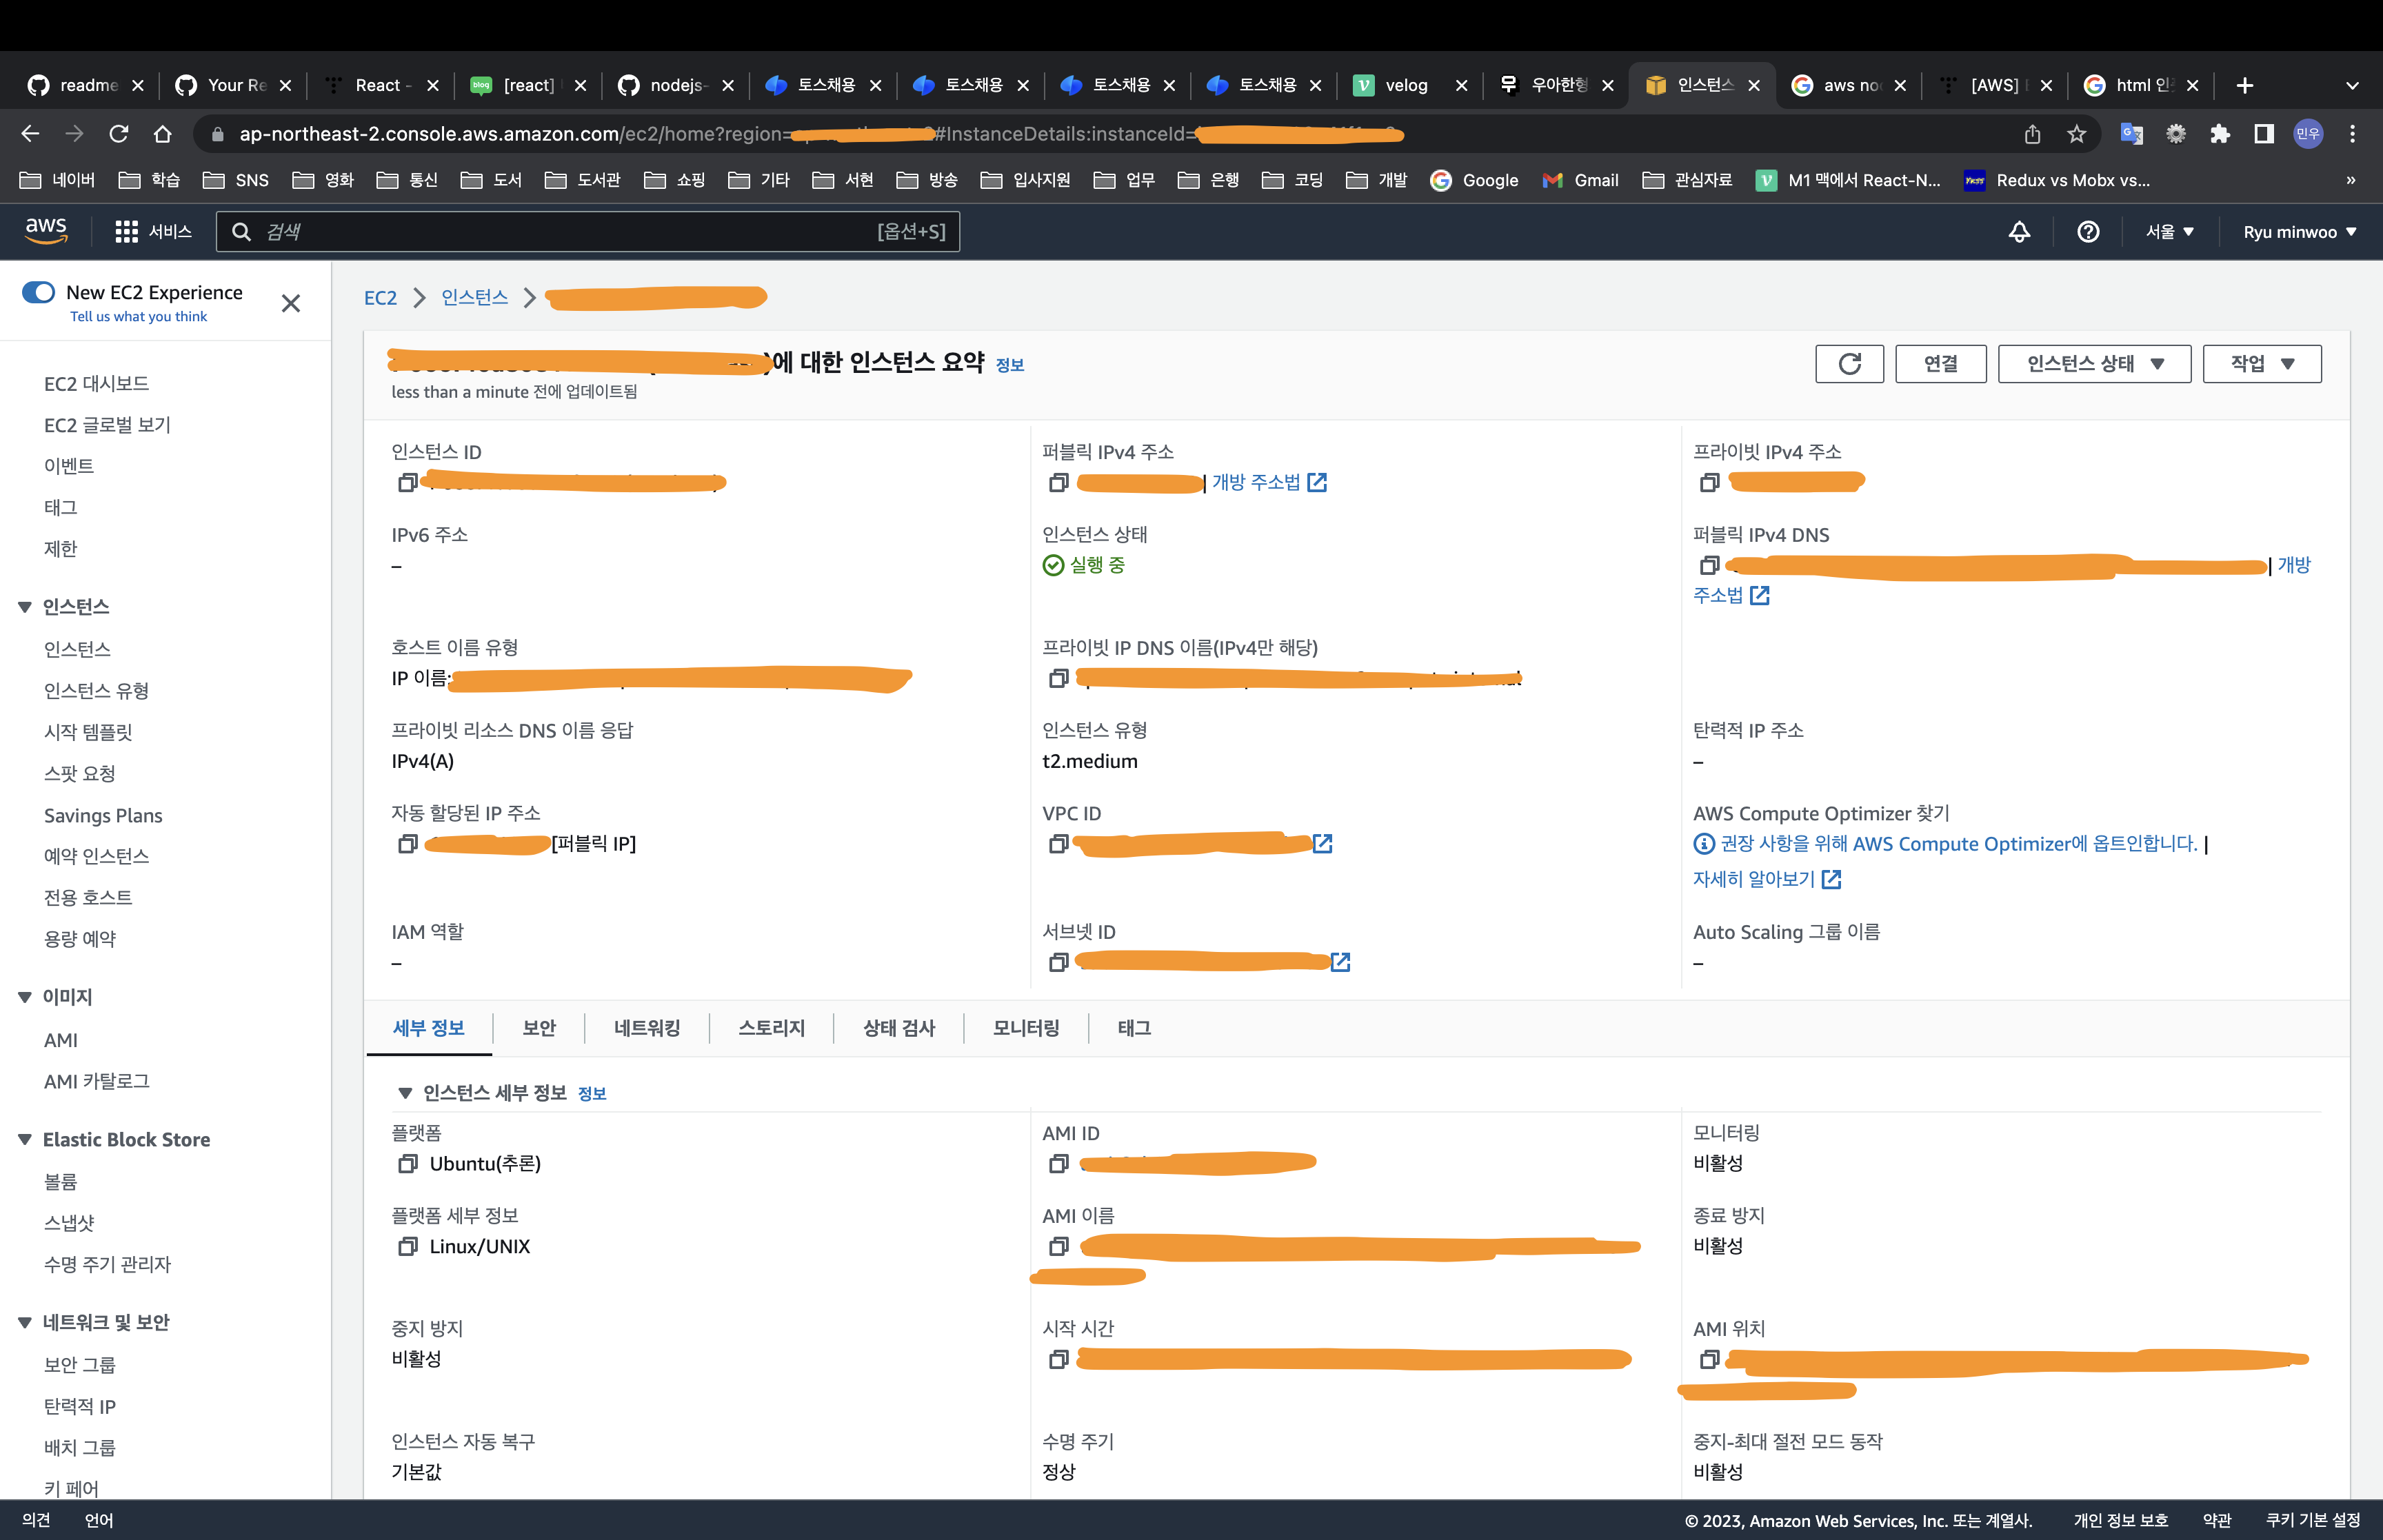 readme
Your Re
React -
[react]
nodejs-
토스채용
토스채용
토스채용
토스채용
velog
우아한형
인스턴스
aws no
[AWS]
html 인
ap-northeast-2.console.aws.amazon.com/ec2/home?region=
#InstanceDetails:instanceId=
민우
네이버
학습
SNS
영화
통신
도서
도서관
쇼핑
기타
서현
방송
입사지원
업무
은행
코딩
개발
Google
Gmail
관심자료
M1 맥에서 React-N...
Redux vs Mobx vs...
»
aws
서비스
검색
[옵션+S]
서울
Ryu minwoo
New EC2 Experience
Tell us what you think
EC2 대시보드
EC2 글로벌 보기
이벤트
태그
제한
인스턴스
인스턴스
인스턴스 유형
시작 템플릿
스팟 요청
Savings Plans
예약 인스턴스
전용 호스트
용량 예약
이미지
AMI
AMI 카탈로그
Elastic Block Store
볼륨
스냅샷
수명 주기 관리자
네트워크 및 보안
보안 그룹
탄력적 IP
배치 그룹
키 페어
EC2 > 인스턴스 >
)에 대한 인스턴스 요약 정보
less than a minute 전에 업데이트됨
연결
인스턴스 상태
작업
인스턴스 ID
퍼블릭 IPv4 주소
| 개방 주소법
프라이빗 IPv4 주소
IPv6 주소
–
인스턴스 상태
실행 중
퍼블릭 IPv4 DNS
| 개방
주소법
호스트 이름 유형
IP 이름:
프라이빗 IP DNS 이름(IPv4만 해당)
프라이빗 리소스 DNS 이름 응답
IPv4(A)
인스턴스 유형
t2.medium
탄력적 IP 주소
–
자동 할당된 IP 주소
[퍼블릭 IP]
VPC ID
AWS Compute Optimizer 찾기
권장 사항을 위해 AWS Compute Optimizer에 옵트인합니다. |
자세히 알아보기
IAM 역할
–
서브넷 ID
Auto Scaling 그룹 이름
–
세부 정보
보안
네트워킹
스토리지
상태 검사
모니터링
태그
인스턴스 세부 정보 정보
플랫폼
Ubuntu(추론)
AMI ID
모니터링
비활성
플랫폼 세부 정보
Linux/UNIX
AMI 이름
종료 방지
비활성
중지 방지
비활성
시작 시간
AMI 위치
인스턴스 자동 복구
기본값
수명 주기
정상
중지-최대 절전 모드 동작
비활성
의견
언어
© 2023, Amazon Web Services, Inc. 또는 계열사.
개인 정보 보호
약관
쿠키 기본 설정